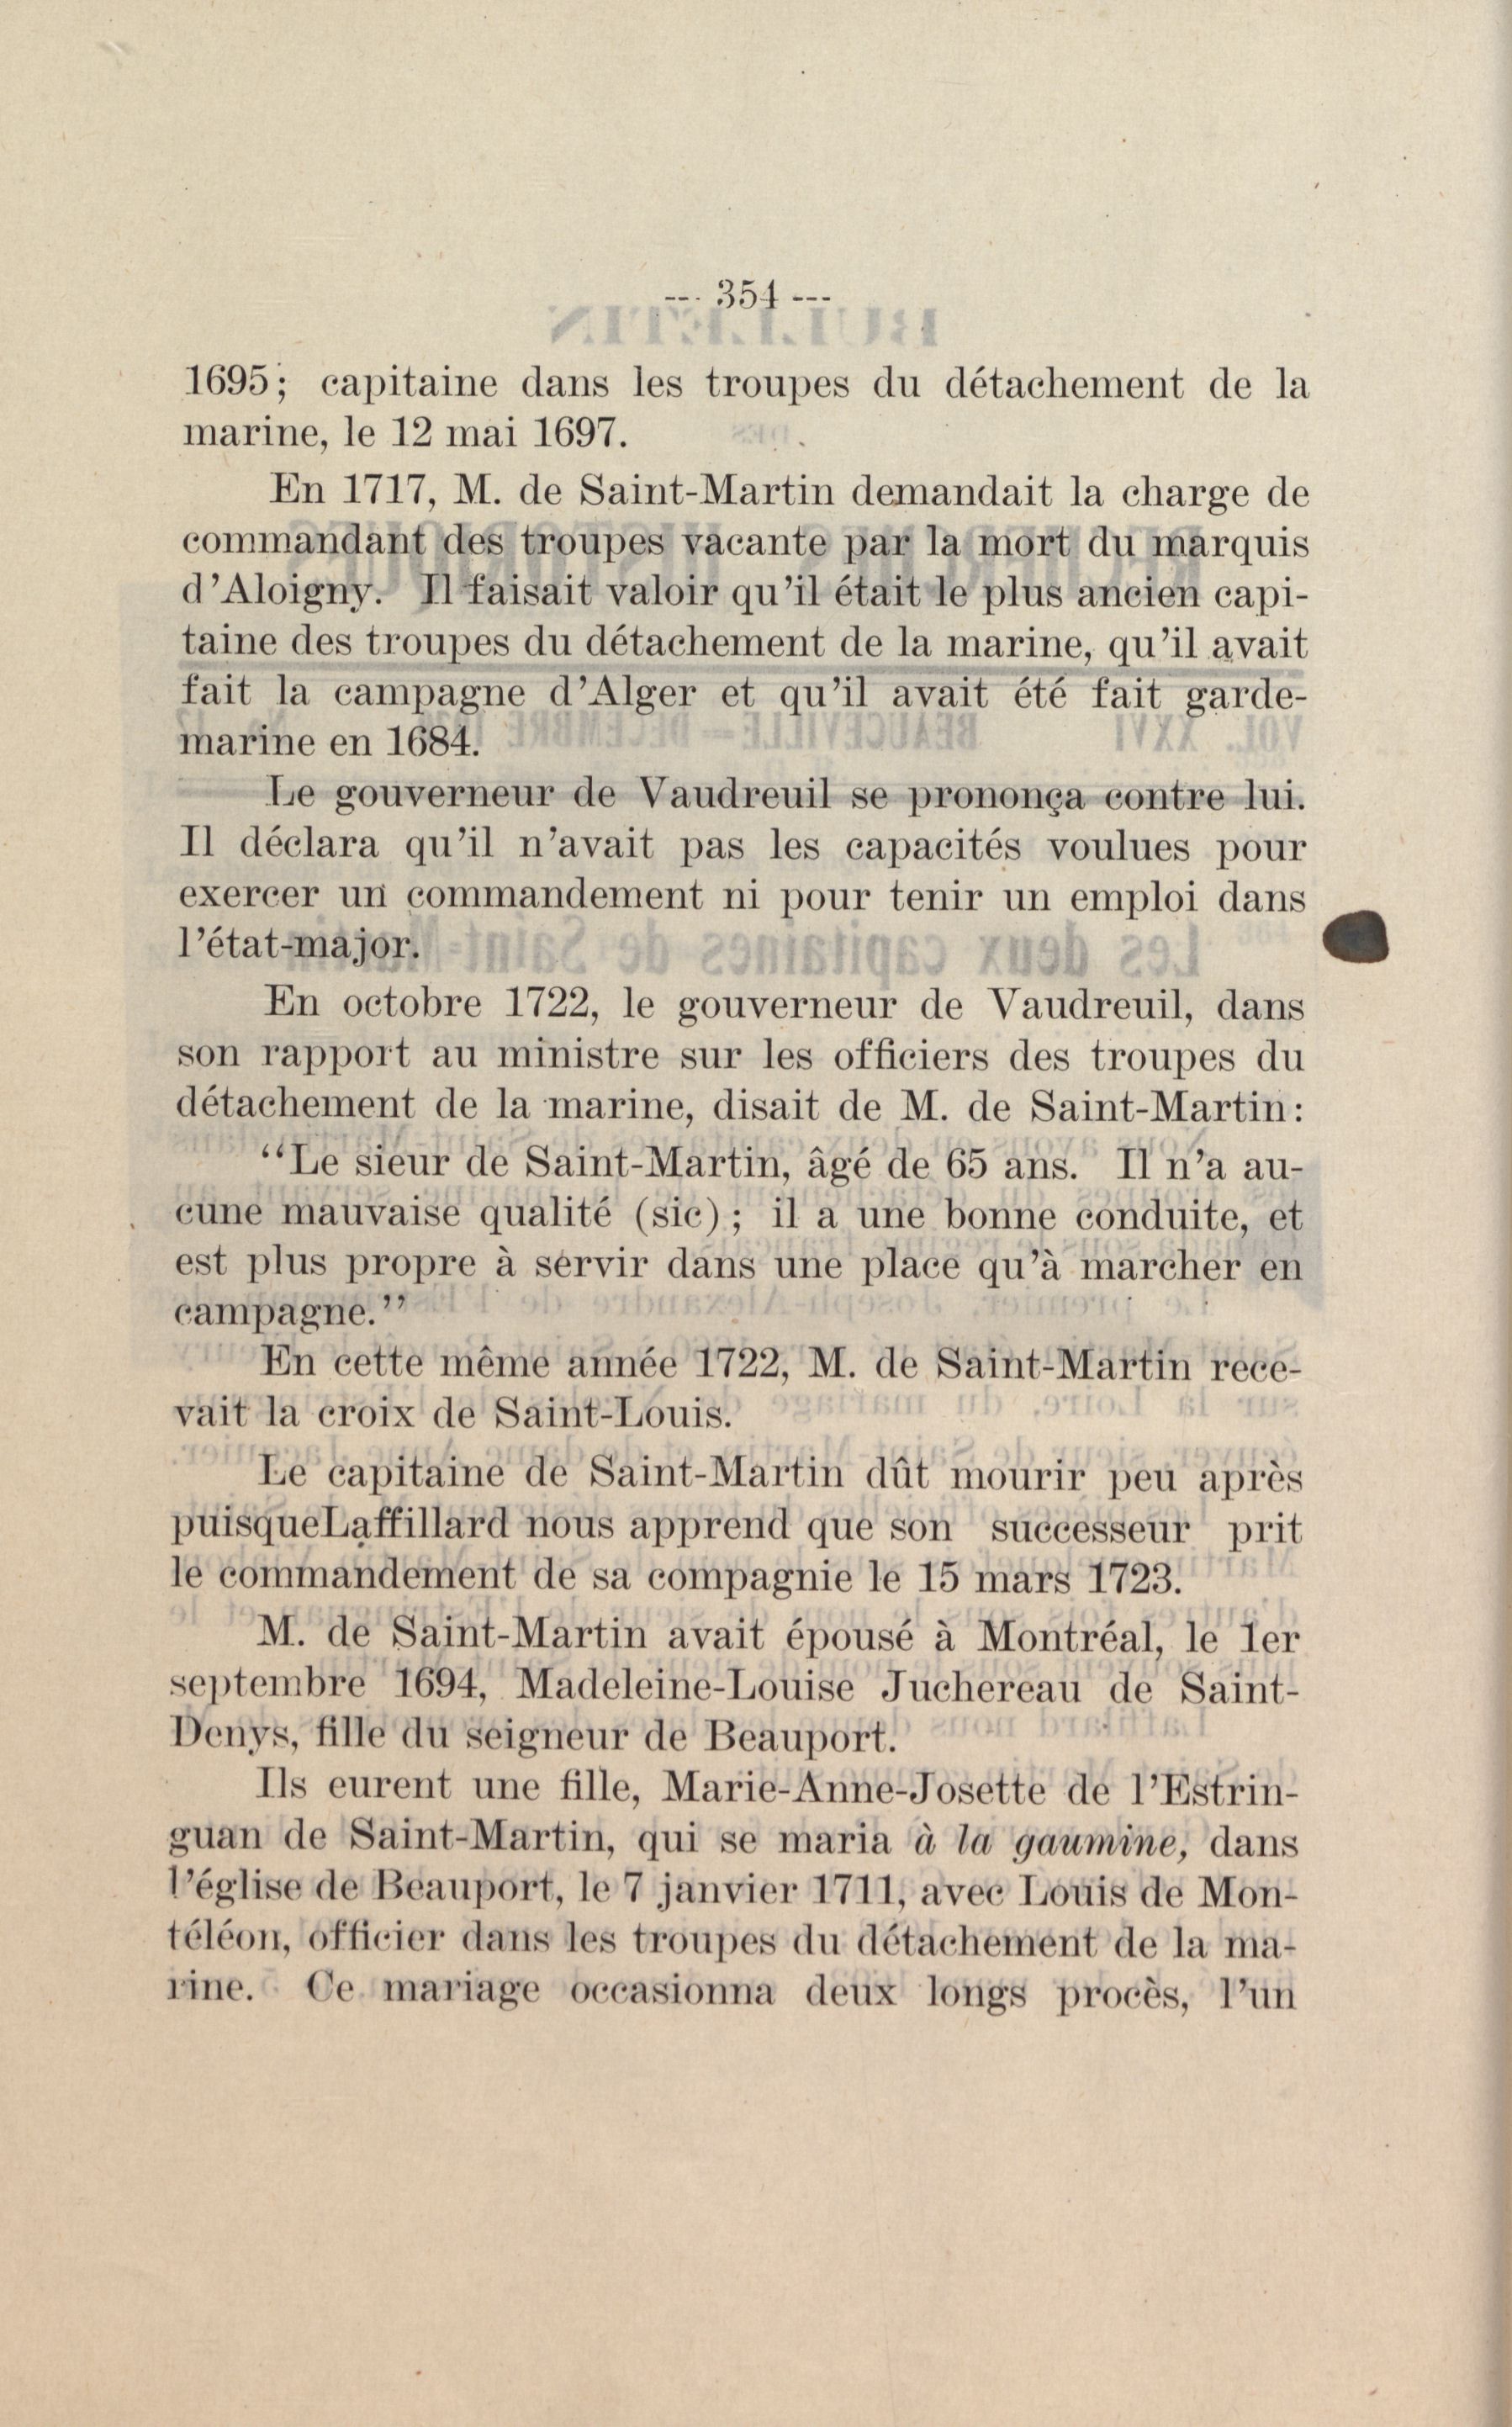 --- 354 ---
1695; capitaine dans les troupes du détachement de la
marine, le 12 mai 1697.
En 1717, M. de Saint-Martin demandait la charge de
commandant des troupes vacante par la mort du marquis
d'Aloigny. Il faisait valoir qu'il était le plus ancien capi-
taine des troupes du détachement de la marine, qu'il avait
fait la campagne d'Alger et qu'il avait été fait garde-
marine en 1684.
Le gouverneur de Vaudreuil se prononça contre lui.
Il déclara qu'il n'avait pas les capacités voulues pour
exercer un commandement ni pour tenir un emploi dans
l'état-major.
En octobre 1722, le gouverneur de Vaudreuil, dans
son rapport au ministre sur les officiers des troupes du
détachement de la marine, disait de M. de Saint-Martin:
"Le sieur de Saint-Martin, âgé de 65 ans. Il n'a au-
cune mauvaise qualité (sic); il a une bonne conduite, et
est plus propre à servir dans une place qu'à marcher en
campagne."
En cette même année 1722, M. de Saint-Martin rece-
vait la croix de Saint-Louis.
Le capitaine de Saint-Martin dût mourir peu après
puisqueLaffillard nous apprend que son successeur prit
le commandement de sa compagnie le 15 mars 1723.
M. de Saint-Martin avait épousé à Montréal, le 1er
septembre 1694, Madeleine-Louise Juchereau de Saint-
Denys, fille du seigneur de Beauport.
Ils eurent une fille, Marie-Anne-Josette de l'Estrin-
guan de Saint-Martin, qui se maria à la gaumine, dans
l'église de Beauport, le 7 janvier 1711, avec Louis de Mon-
téléon, officier dans les troupes du détachement de la ma-
rine. Ce mariage occasionna deux longs procès, l'un